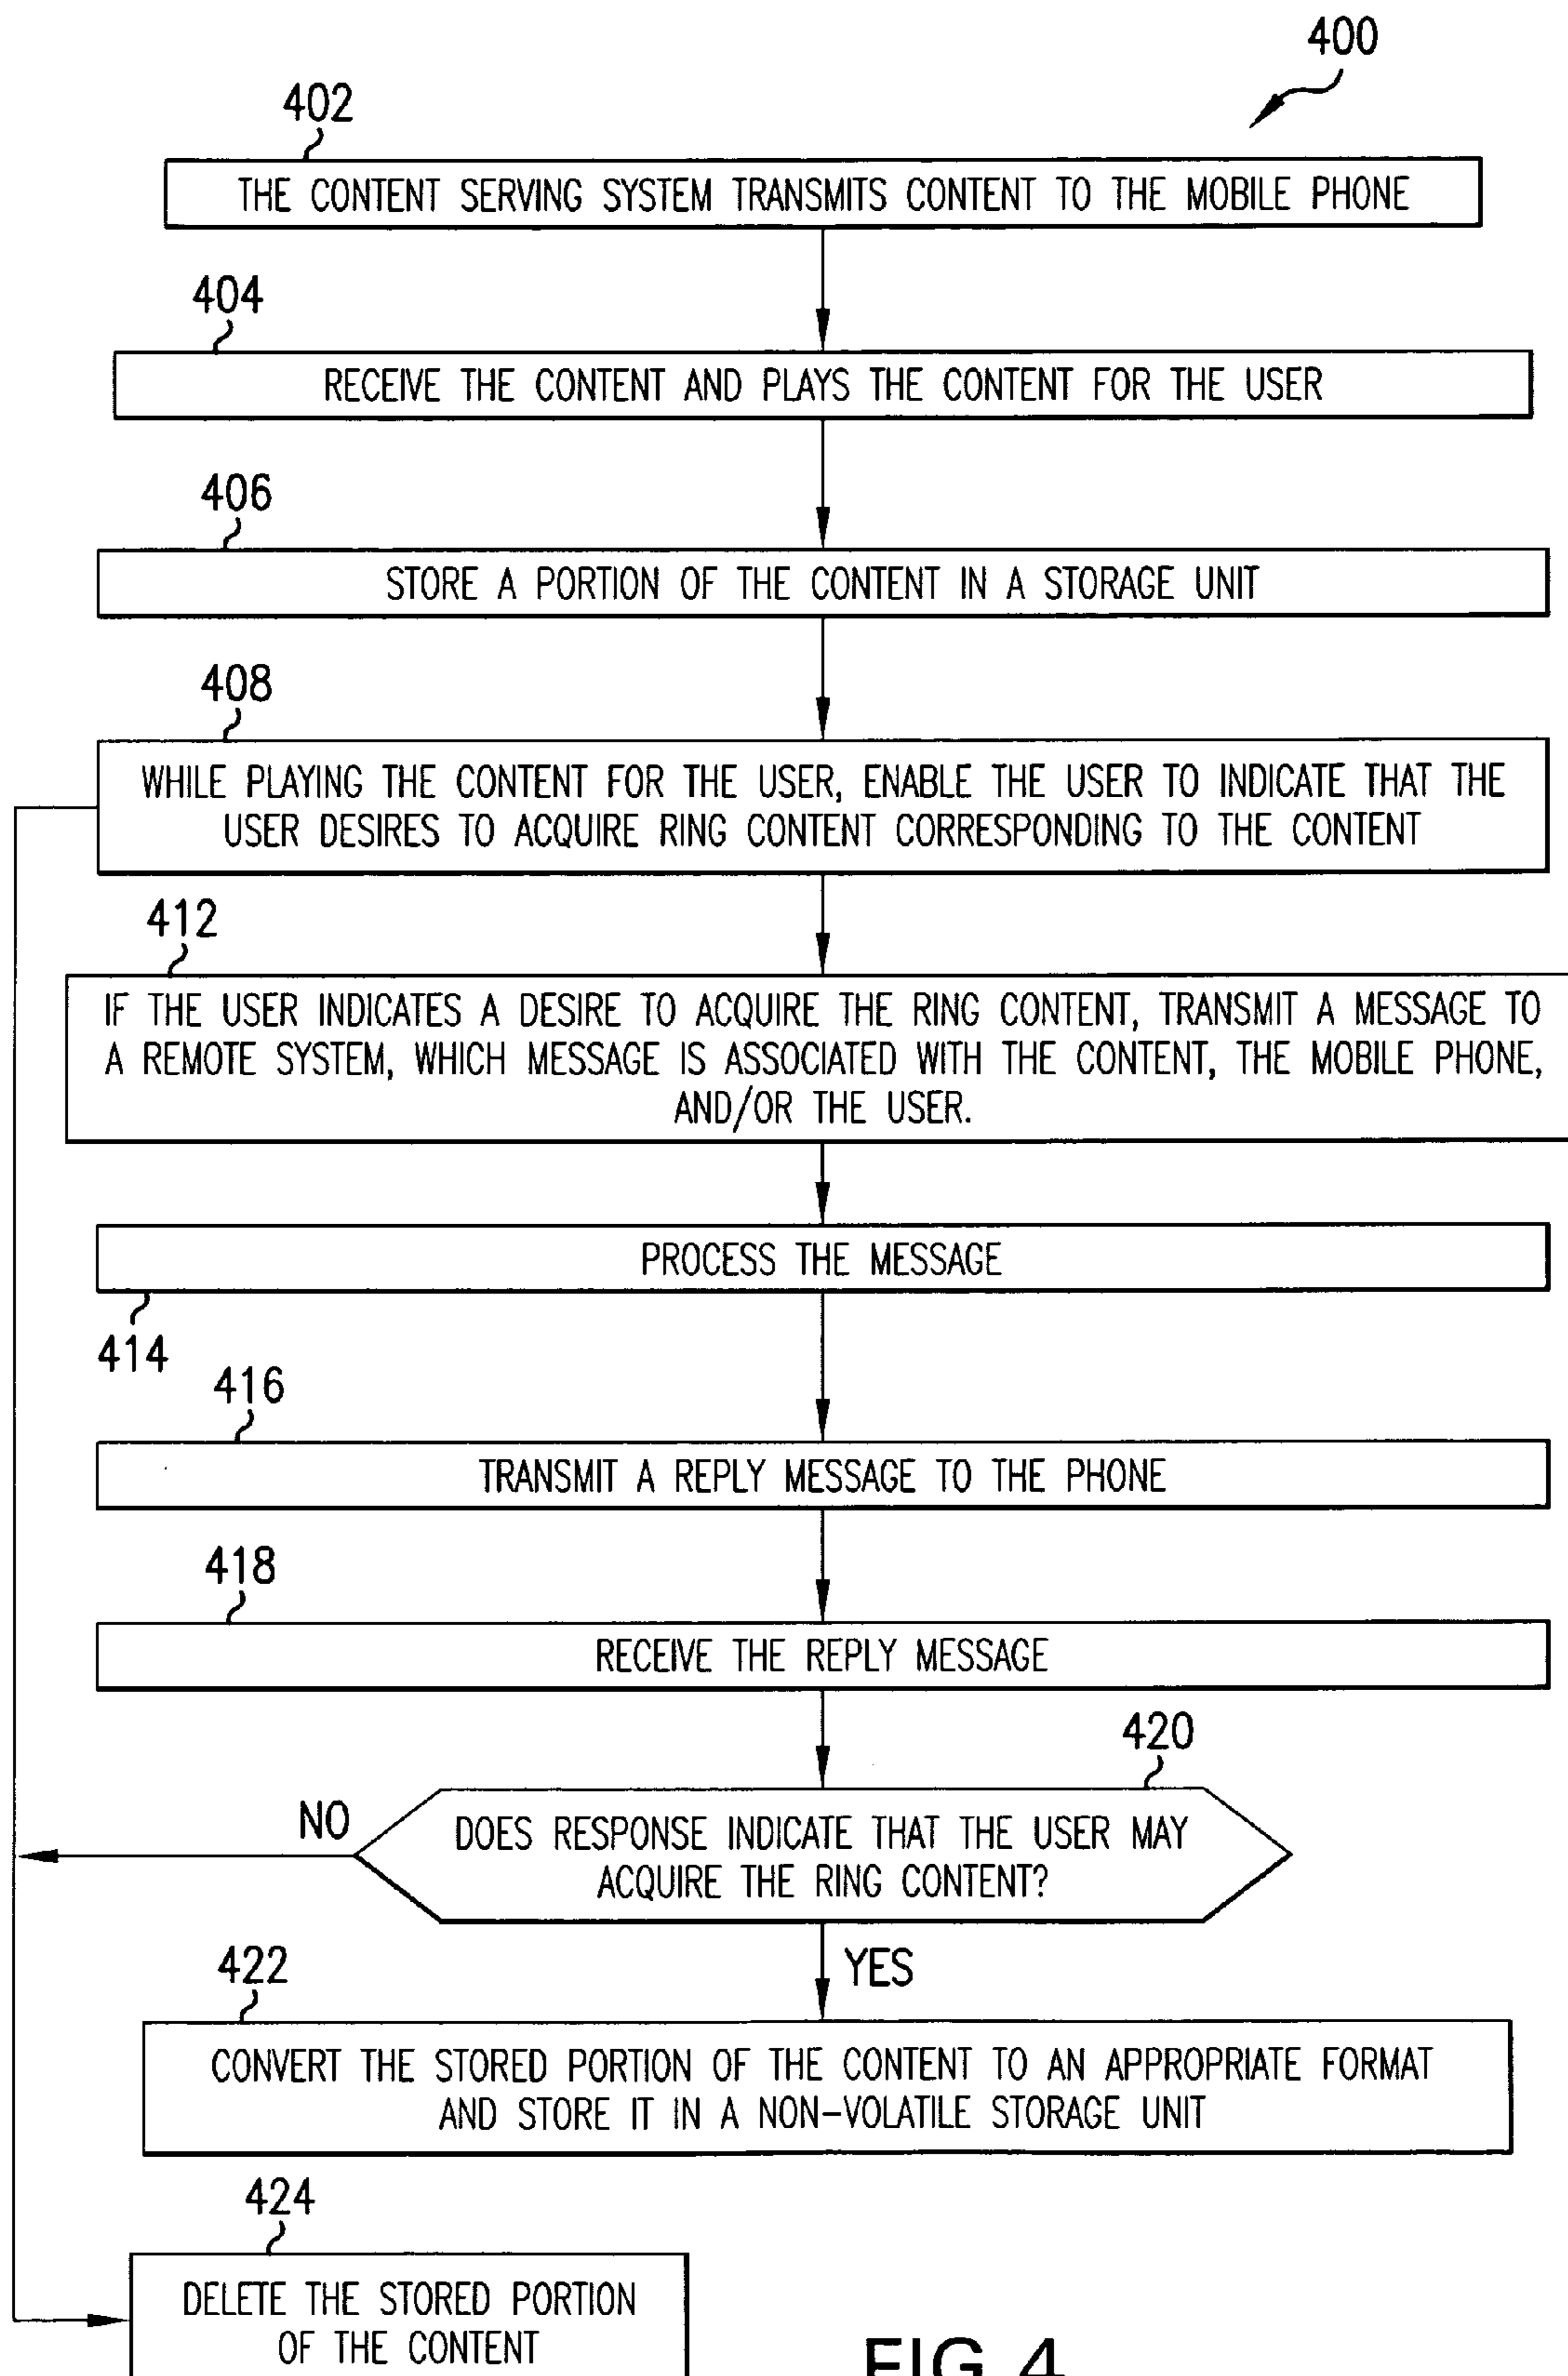 400
402
THE CONTENT SERVING SYSTEM TRANSMITS CONTENT TO THE MOBILE PHONE
404
RECEIVE THE CONTENT AND PLAYS THE CONTENT FOR THE USER
406
STORE A PORTION OF THE CONTENT IN A STORAGE UNIT
408
WHILE PLAYING THE CONTENT FOR THE USER, ENABLE THE USER TO INDICATE THAT THE
USER DESIRES TO ACQUIRE RING CONTENT CORRESPONDING TO THE CONTENT
412
IF THE USER INDICATES A DESIRE TO ACQUIRE THE RING CONTENT, TRANSMIT A MESSAGE TO
A REMOTE SYSTEM, WHICH MESSAGE IS ASSOCIATED WITH THE CONTENT, THE MOBILE PHONE,
AND/OR THE USER.
PROCESS THE MESSAGE
414
416
TRANSMIT A REPLY MESSAGE TO THE PHONE
418
RECEIVE THE REPLY MESSAGE
420
DOES RESPONSE INDICATE THAT THE USER MAY
ACQUIRE THE RING CONTENT?
NO
YES
422
CONVERT THE STORED PORTION OF THE CONTENT TO AN APPROPRIATE FORMAT
AND STORE IT IN A NON-VOLATILE STORAGE UNIT
424
DELETE THE STORED PORTION
OF THE CONTENT
FIG. 4